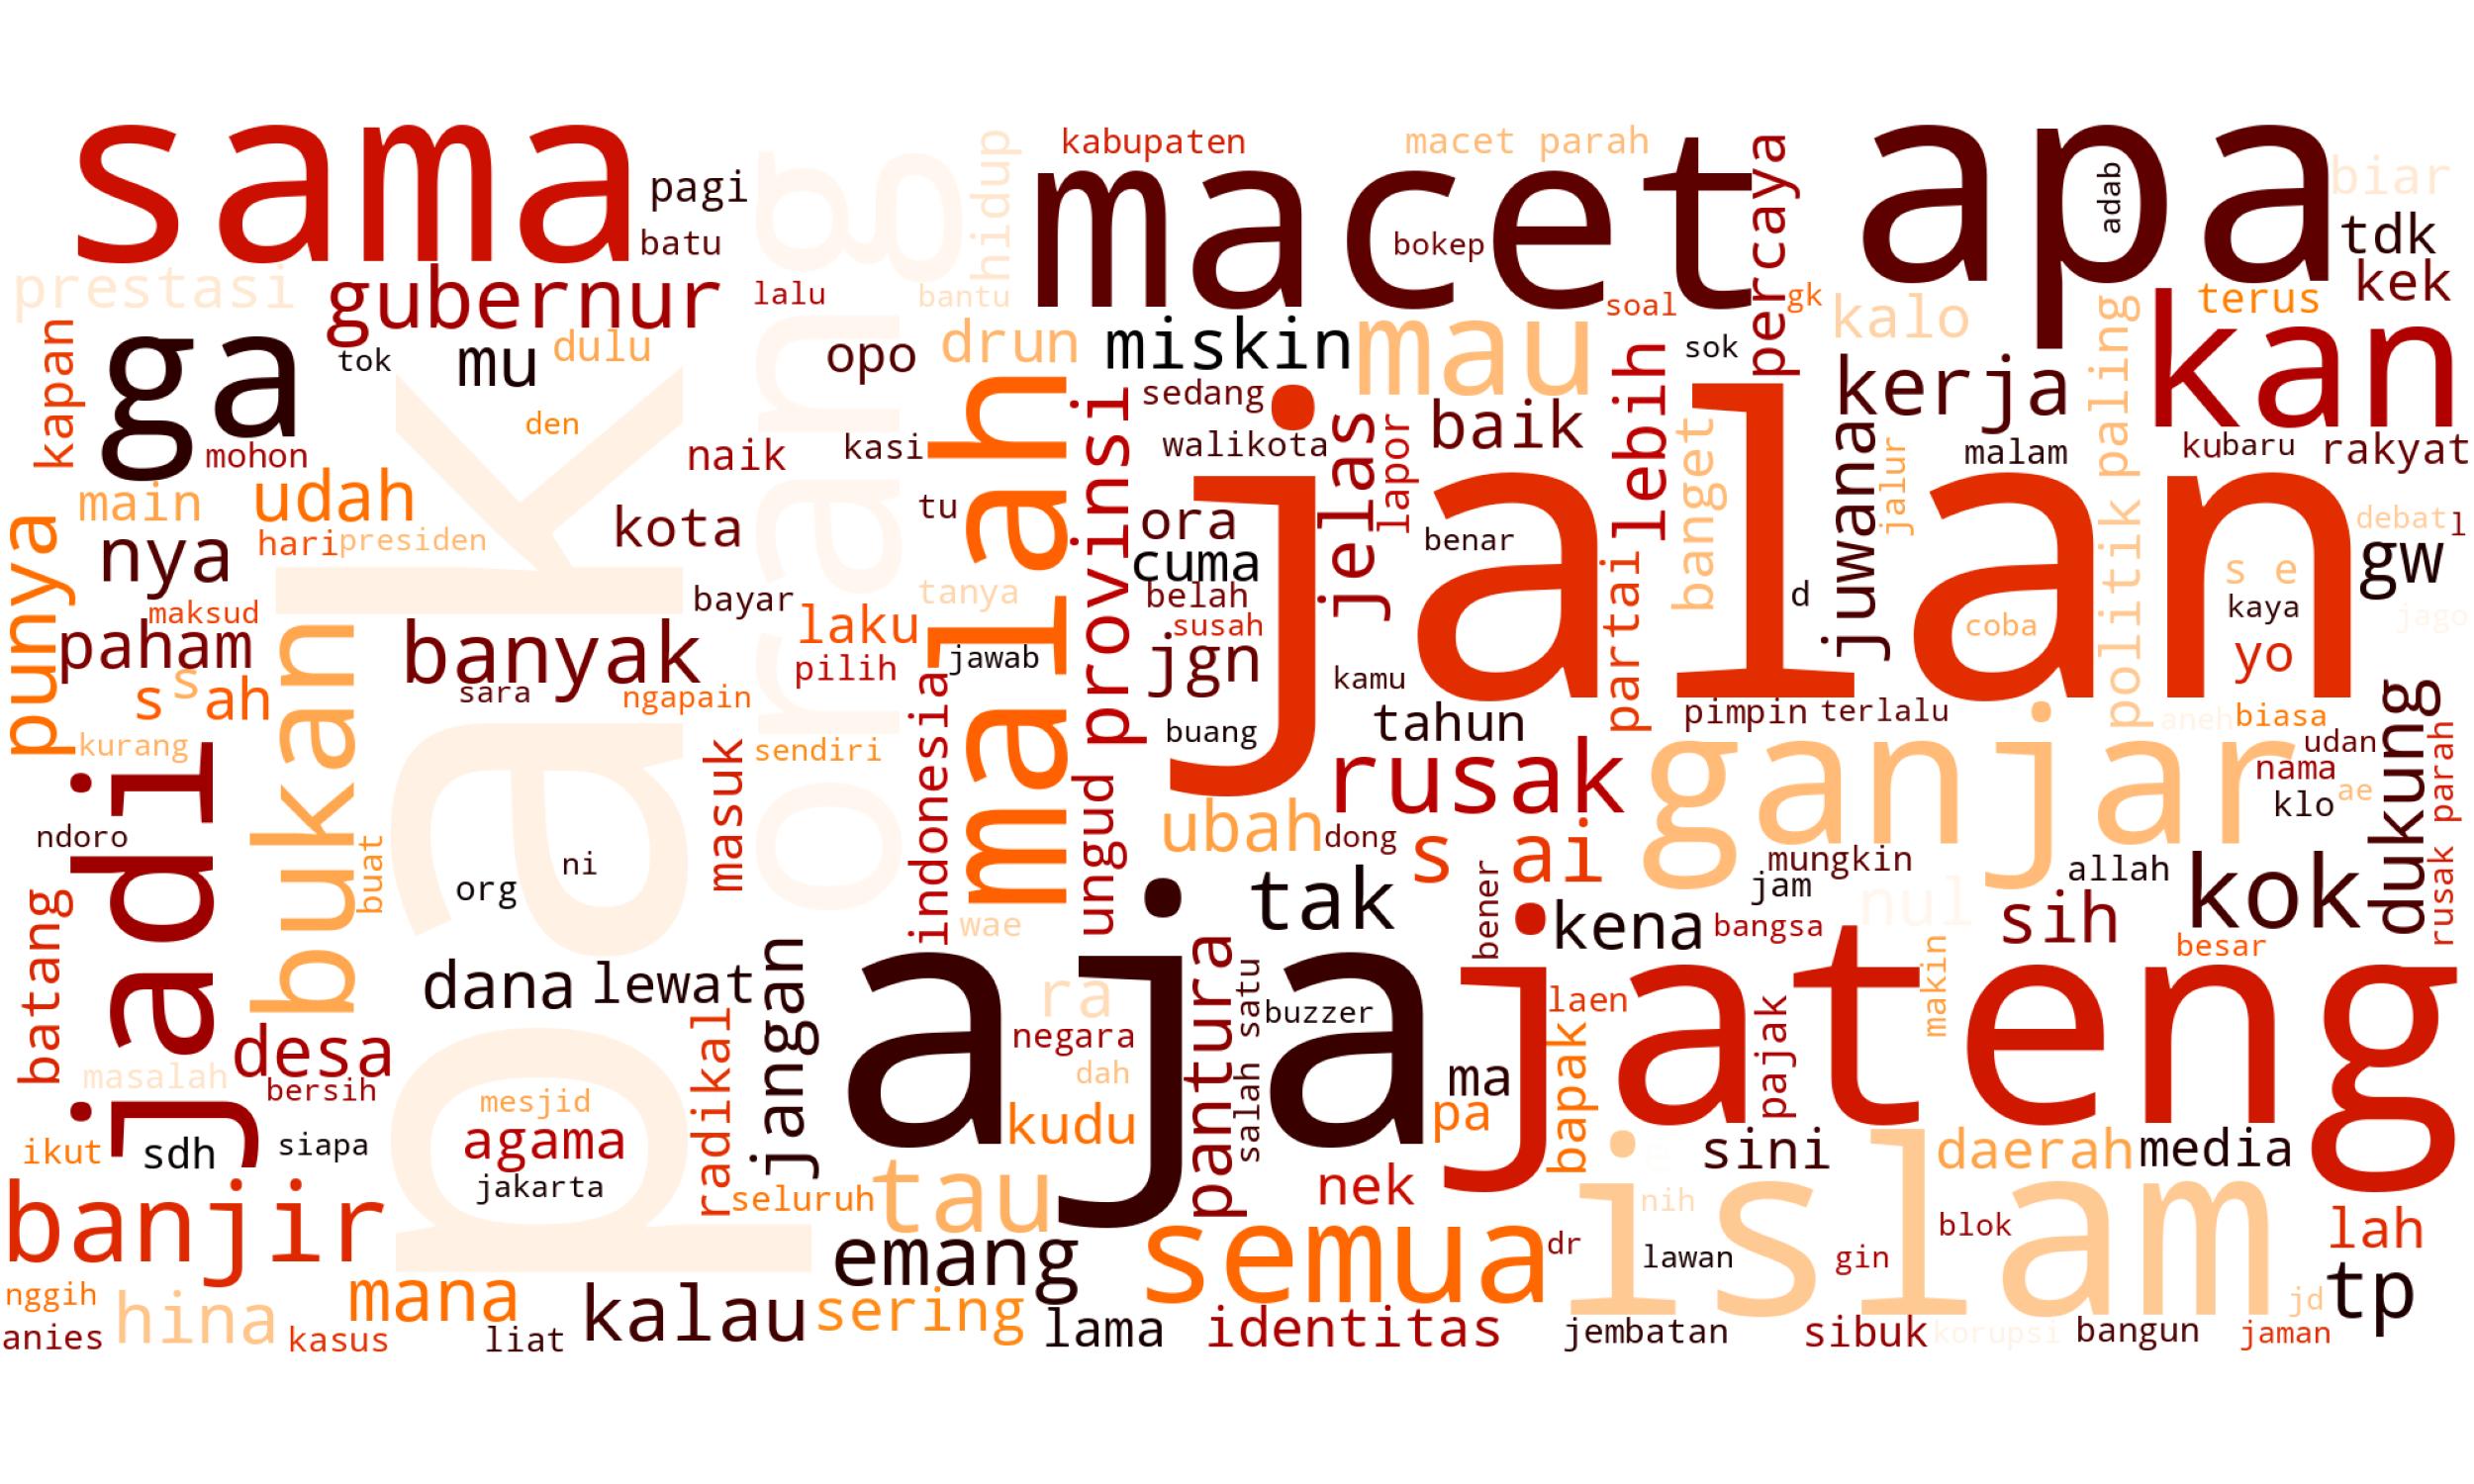 sama
pagi
batu
kabupaten
macet parah
macet
bokep
apa
adab
biar
tdk
kek
prestasi
gubernur
lalu
orang
hidup
bantu
percaya
soal
gk
kalo
terus
kan
kapan
ga
tok
mu
dulu
opo
drun
miskin
mau
sok
kerja
paling
den
mohon
naik
kasi
malah
provinsi
sedang
walikota
jelas
lapor
baik
lebih
banget
jalan
juwana
jalur
malam
kubaru
rakyat
main
udah
hari
presiden
kota
tu
ora
cuma
benar
politik
debat
l
gw
punya
nya
maksud
paham
bukan
pak
banyak
bayar
laku
pilih
tanya
jawab
belah
susah
jgn
kamu
partai
d
coba
s e
kaya
yo
jago
s
s
ah
sara
ngapain
kurang
sendiri
indonesia
buang
tahun
pimpin
terlalu
aneh
biasa
udan
dukung
jadi
masuk
ungud
ubah
dong
rusak
ganjar
nama
ae
klo
rusak parah
ndoro
buat
org
ni
wae
tak
s
ai
bener
mungkin
jam
nul
allah
kok
batang
dana
lewat
jangan
aja
pantura
kena
bangsa
sih
besar
desa
masalah
bersih
radikal
ra
negara
dah
salah satu
buzzer
laen
pajak
makin
jateng
ikut
sdh
siapa
mesjid
agama
jakarta
kudu
ma
pa
bapak
sini
daerah
media
banjir
seluruh
tau
nek
islam
nih
blok
lah
emang
semua
dr
lawan
gin
nggih
hina
mana
kalau
sering
jd
tp
anies
kasus
liat
lama
identitas
jembatan
sibuk
korupsi
bangun
jaman